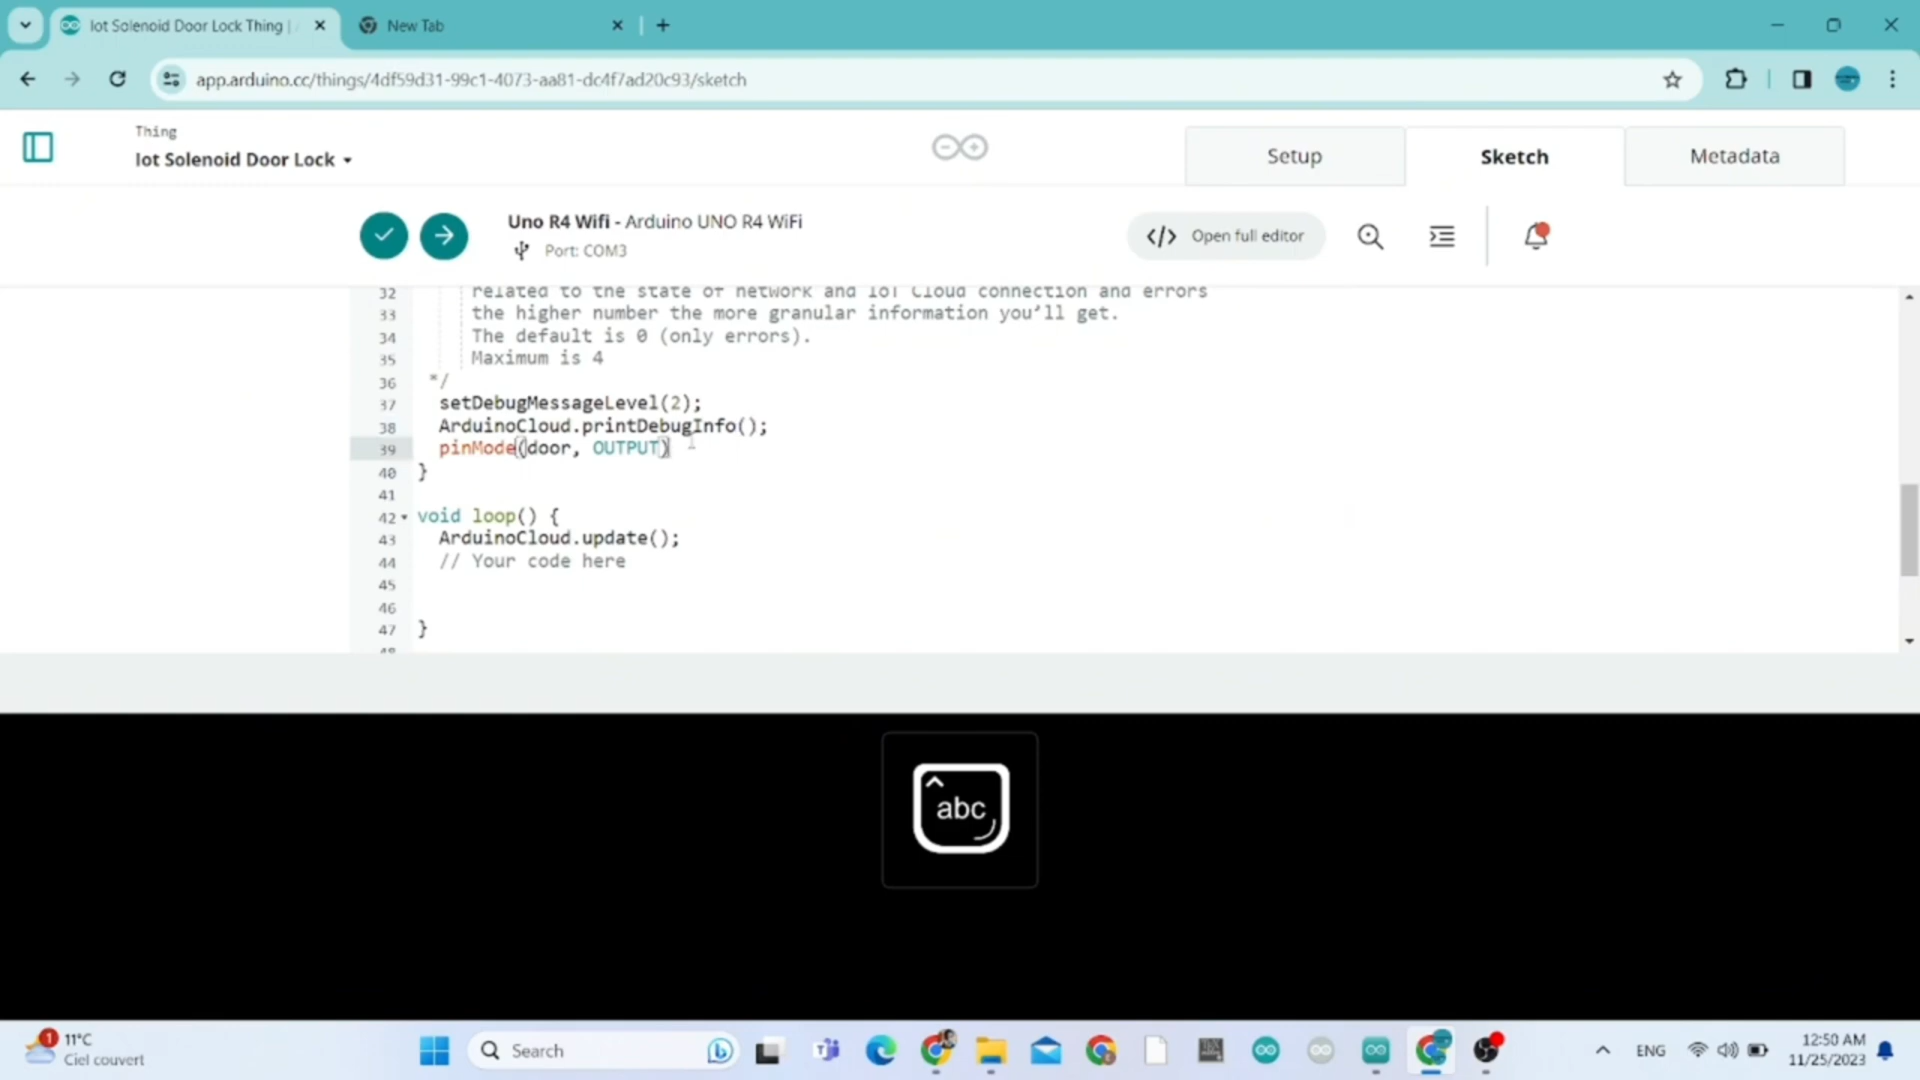 Iot Solenoid Door Lock Thing |
New Tab
app.arduino.cc/things/4df59d31-99c1-4073-aa81-dc4f7ad20c93/sketch
Thing
Iot Solenoid Door Lock
Setup
Sketch
Metadata
Uno R4 Wifi - Arduino UNO R4 WiFi
Port: COM3
</> Open full editor
32 related to the state of network and IoT Cloud connection and errors
33 the higher number the more granular information you’ll get.
34 The default is 0 (only errors).
35 Maximum is 4
36 */
37 setDebugMessageLevel(2);
38 ArduinoCloud.printDebugInfo();
39 pinMode(door, OUTPUT)
40 }
41
42 void loop() {
43 ArduinoCloud.update();
44 // Your code here
45
46
47 }
48
abc
1
11°C
Ciel couvert
Search
ENG
12:50 AM
11/25/2023